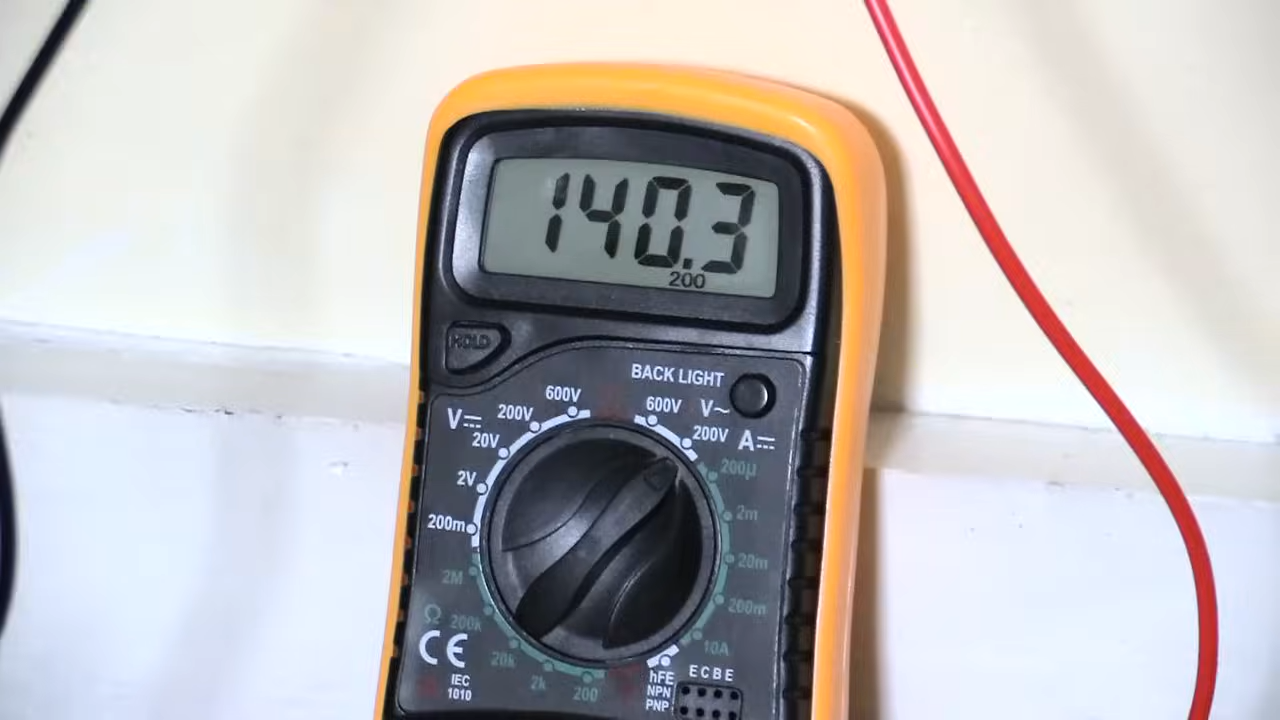 140.3
200
HOLD
BACK LIGHT
600V
600V
V~
200V
200V
V⎓
A⎓
20V
200µ
2V
2m
200m
20m
2M
200m
Ω
200k
10A
CE
20k
2k
200
IEC
1010
hFE
NPN
PNP
E C B E